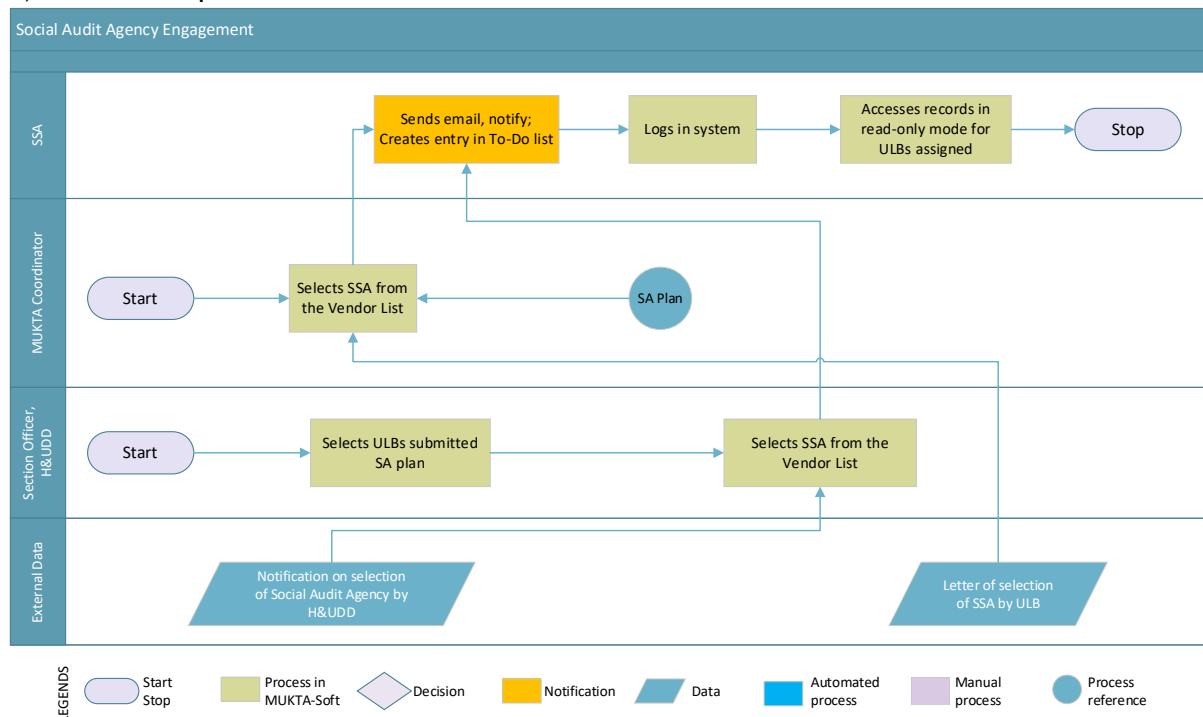 Social Audit Agency Engagement
SSA
Sends email, notify;
Creates entry in To-Do list
Logs in system
Accesses records in
read-only mode for
ULBs assigned
Stop
MUKTA Coordinator
Start
Selects SSA from
the Vendor List
SA Plan
Section Officer,
H&UDD
Start
Selects ULBs submitted
SA plan
Selects SSA from the
Vendor List
External Data
Notification on selection
of Social Audit Agency by
H&UDD
Letter of selection
of SSA by ULB
LEGENDS
Start
Stop
Process in
MUKTA-Soft
Decision
Notification
Data
Automated
process
Manual
process
Process
reference